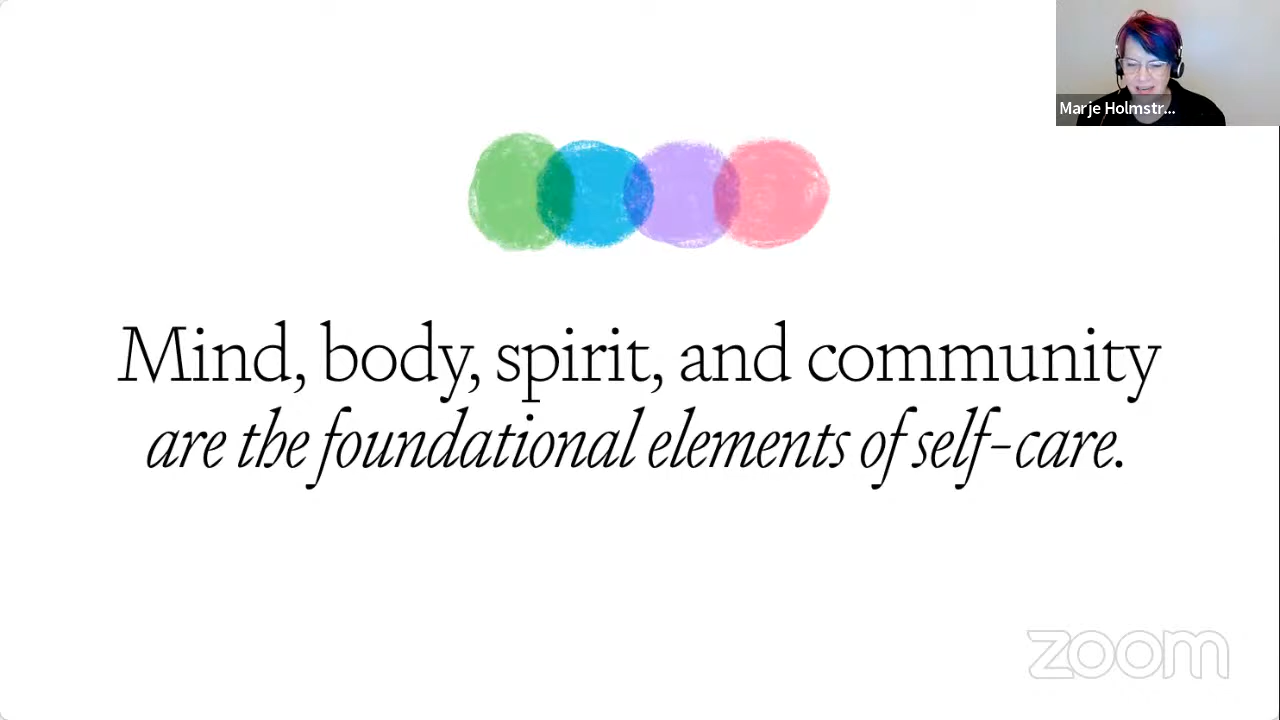 Marje Holmstr...
Mind, body, spirit, and community
are the foundational elements of self-care.
zoom